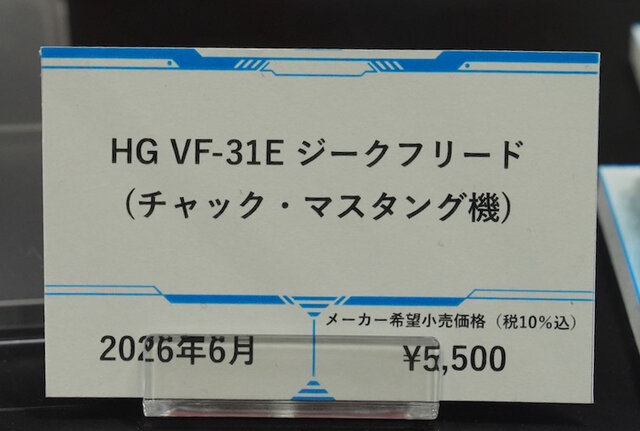 HG VF-31E ジークフリード
（チャック・マスタング機）
メーカー希望小売価格（税10％込）
2026年6月
¥5,500